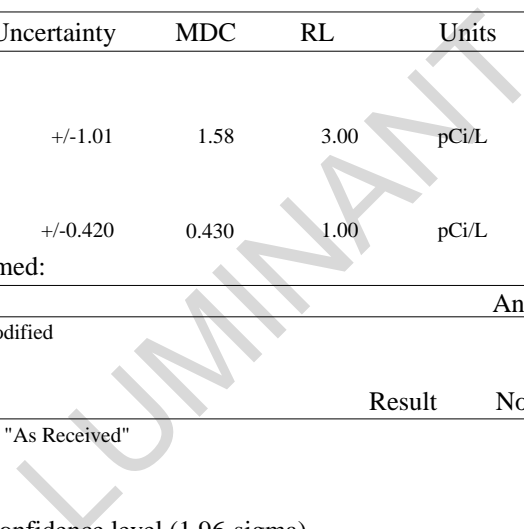 Uncertainty MDC RL Units
+/-1.01 1.58 3.00 pCi/L
+/-0.420 0.430 1.00 pCi/L
med:
An
odified
Result No
"As Received"
onfidence level (1.96-sigma)
LUMINANT